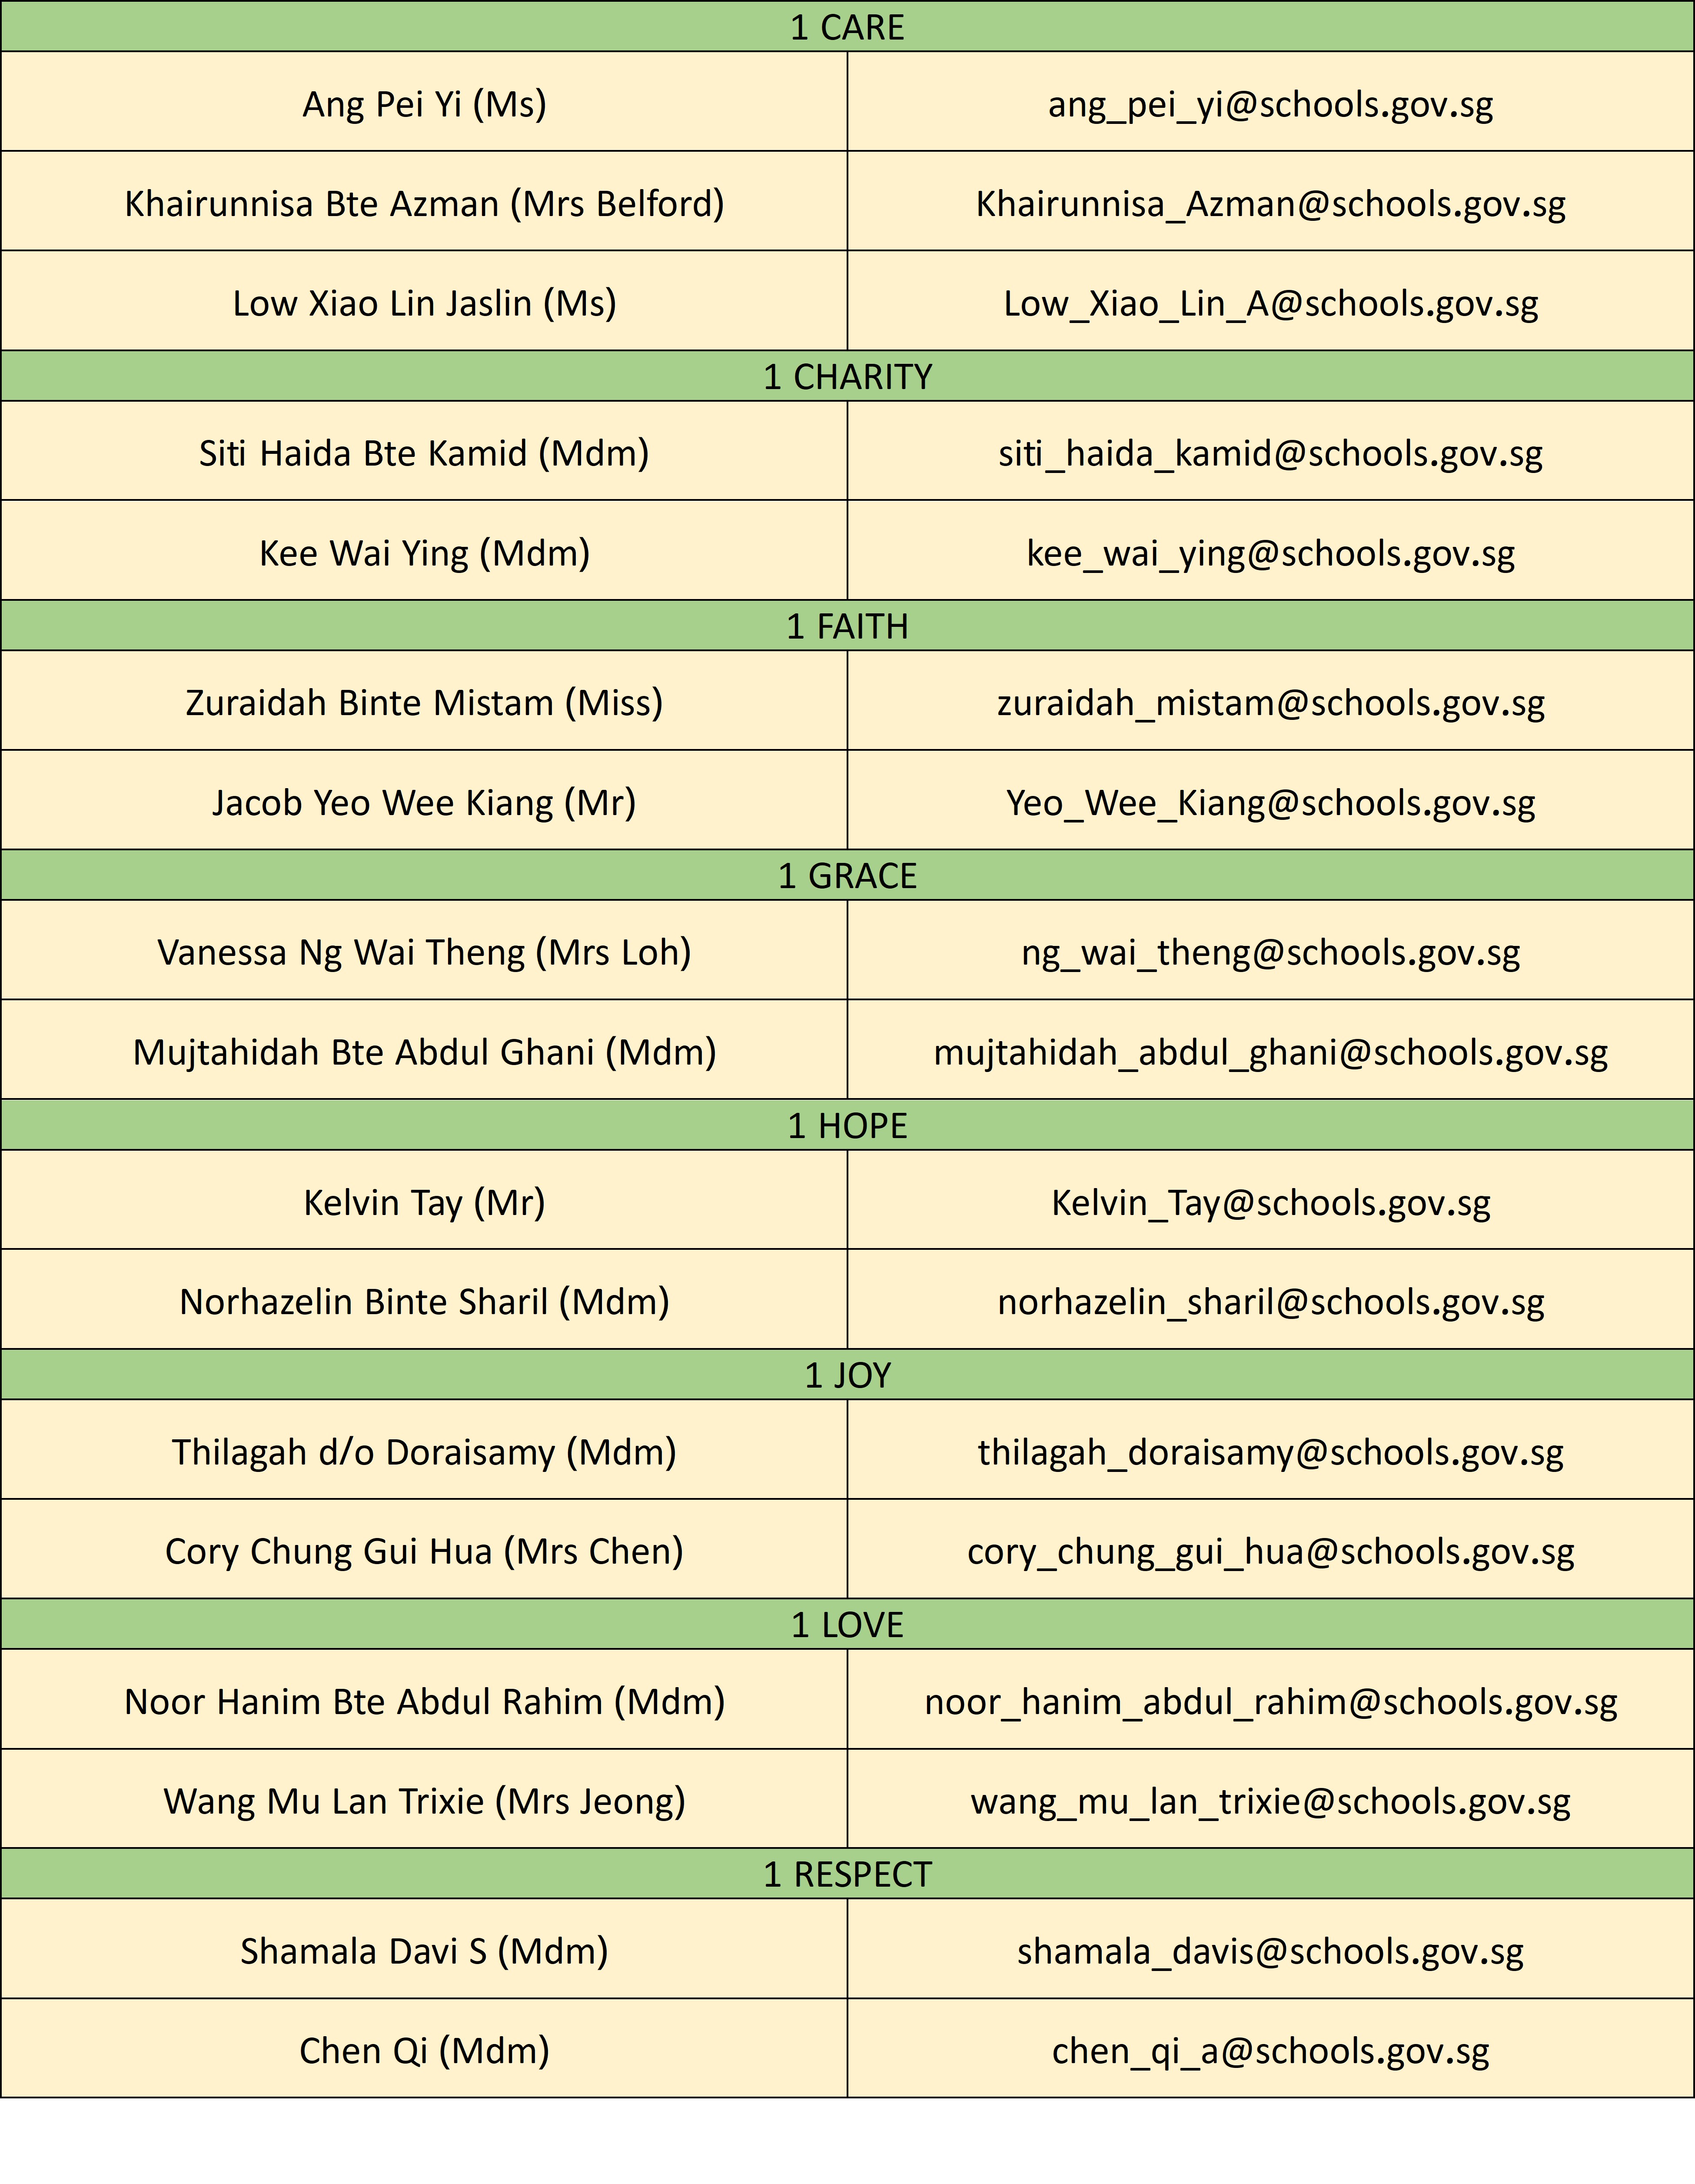 1 CARE
Ang Pei Yi (Ms) ang_pei_yi@schools.gov.sg
Khairunnisa Bte Azman (Mrs Belford) Khairunnisa_Azman@schools.gov.sg
Low Xiao Lin Jaslin (Ms) Low_Xiao_Lin_A@schools.gov.sg
1 CHARITY
Siti Haida Bte Kamid (Mdm) siti_haida_kamid@schools.gov.sg
Kee Wai Ying (Mdm) kee_wai_ying@schools.gov.sg
1 FAITH
Zuraidah Binte Mistam (Miss) zuraidah_mistam@schools.gov.sg
Jacob Yeo Wee Kiang (Mr) Yeo_Wee_Kiang@schools.gov.sg
1 GRACE
Vanessa Ng Wai Theng (Mrs Loh) ng_wai_theng@schools.gov.sg
Mujtahidah Bte Abdul Ghani (Mdm) mujtahidah_abdul_ghani@schools.gov.sg
1 HOPE
Kelvin Tay (Mr) Kelvin_Tay@schools.gov.sg
Norhazelin Binte Sharil (Mdm) norhazelin_sharil@schools.gov.sg
1 JOY
Thilagah d/o Doraisamy (Mdm) thilagah_doraisamy@schools.gov.sg
Cory Chung Gui Hua (Mrs Chen) cory_chung_gui_hua@schools.gov.sg
1 LOVE
Noor Hanim Bte Abdul Rahim (Mdm) noor_hanim_abdul_rahim@schools.gov.sg
Wang Mu Lan Trixie (Mrs Jeong) wang_mu_lan_trixie@schools.gov.sg
1 RESPECT
Shamala Davi S (Mdm) shamala_davis@schools.gov.sg
Chen Qi (Mdm) chen_qi_a@schools.gov.sg